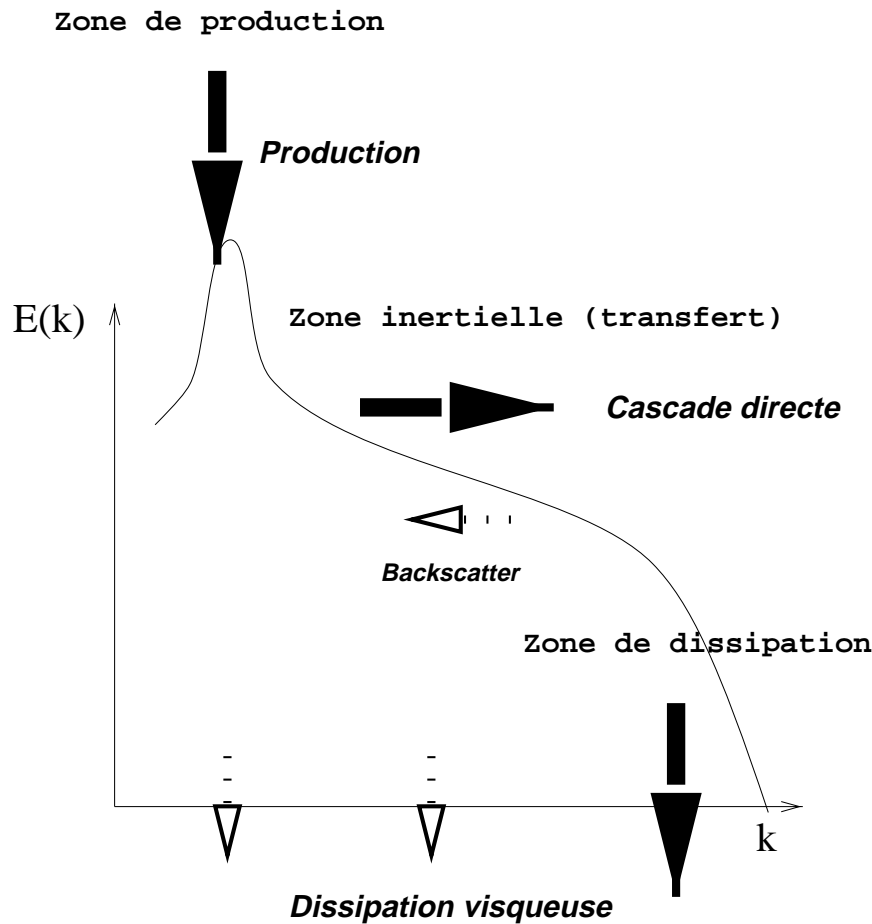 Zone de production
Production
E(k)
Zone inertielle (transfert)
Cascade directe
Backscatter
Zone de dissipation
k
Dissipation visqueuse